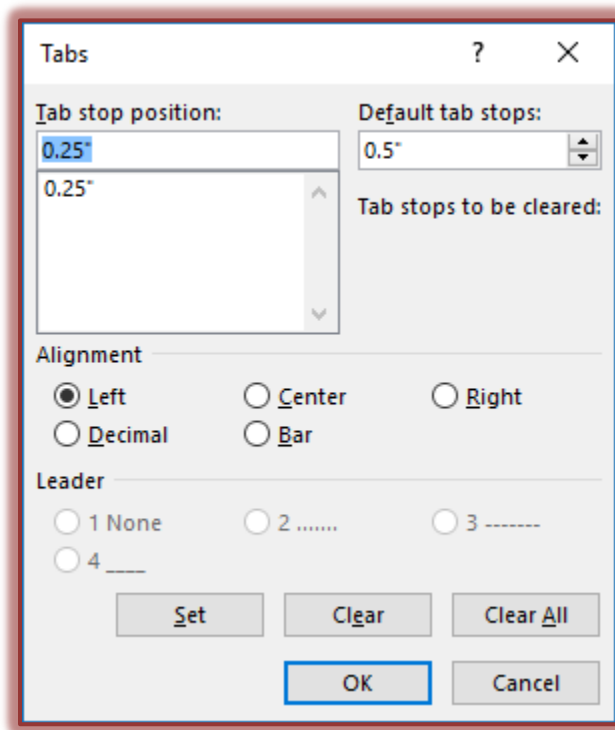 Tabs ?
Tab stop position: Default tab stops:
0.25" 0.5"
0.25"
Tab stops to be cleared:
Alignment
Left Center Right
Decimal Bar
Leader
1 None 2 ....... 3 -------
4 ____
Set Clear Clear All
OK Cancel